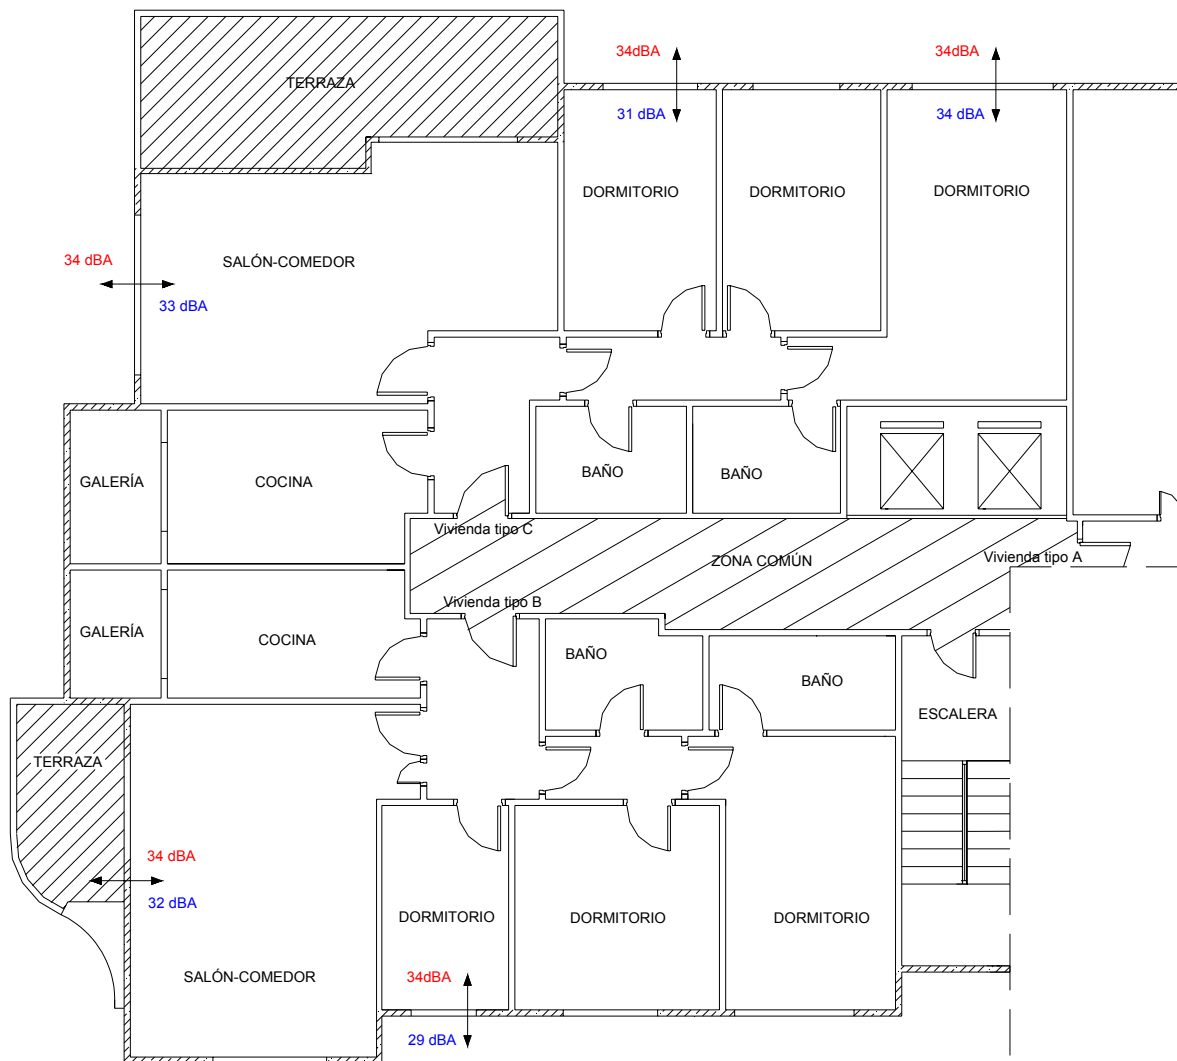 34dBA
34dBA
TERRAZA
31 dBA
34 dBA
DORMITORIO
DORMITORIO
DORMITORIO
34 dBA
SALÓN-COMEDOR
33 dBA
GALERÍA
COCINA
BAÑO
BAÑO
Vivienda tipo C
ZONA COMÚN
Vivienda tipo A
Vivienda tipo B
GALERÍA
COCINA
BAÑO
BAÑO
ESCALERA
TERRAZA
34 dBA
32 dBA
DORMITORIO
DORMITORIO
DORMITORIO
SALÓN-COMEDOR
34dBA
29 dBA